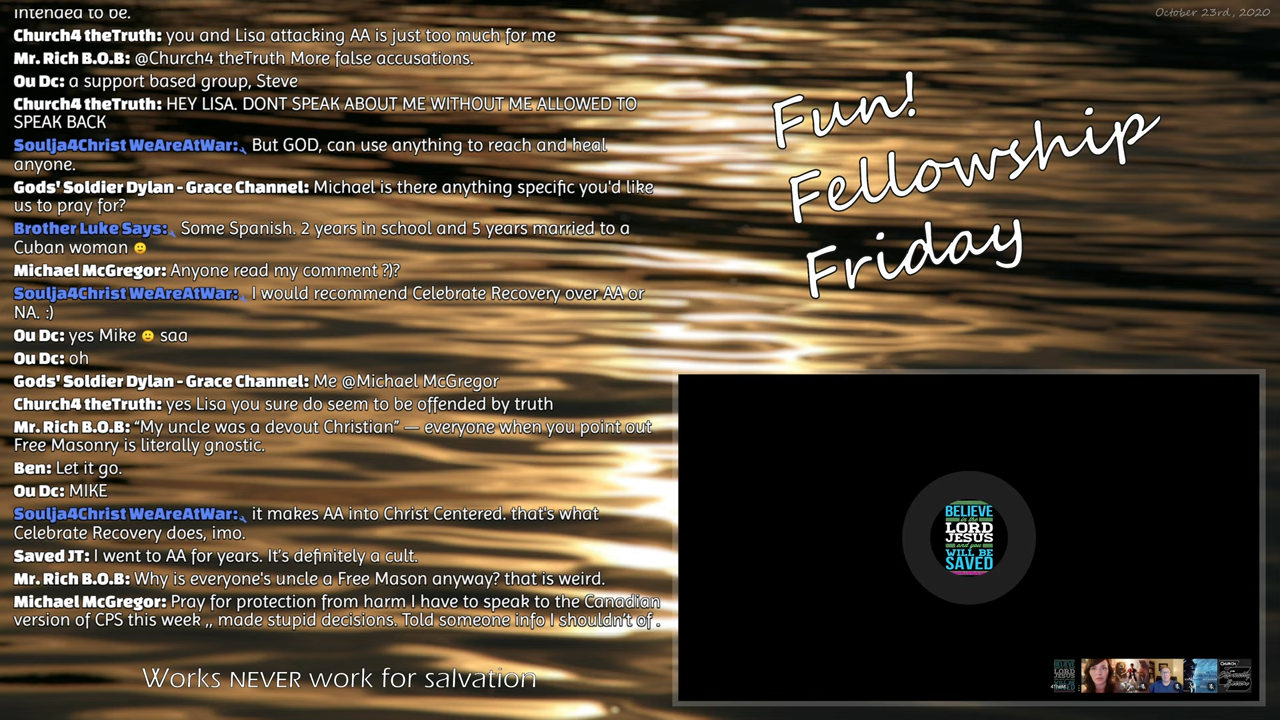 intended to be.
Church4 theTruth: you and Lisa attacking AA is just too much for me
Mr. Rich B.O.B: @Church4 theTruth More false accusations.
Ou Dc: a support based group, Steve
Church4 theTruth: HEY LISA. DONT SPEAK ABOUT ME WITHOUT ME ALLOWED TO
SPEAK BACK
Soulja4Christ WeAreAtWar: But GOD, can use anything to reach and heal
anyone.
Gods' Soldier Dylan - Grace Channel: Michael is there anything specific you'd like
us to pray for?
Brother Luke Says: Some Spanish. 2 years in school and 5 years married to a
Cuban woman 🙂
Michael McGregor: Anyone read my comment ?)?
Soulja4Christ WeAreAtWar: I would recommend Celebrate Recovery over AA or
NA. :)
Ou Dc: yes Mike 🙂 saa
Ou Dc: oh
Gods' Soldier Dylan - Grace Channel: Me @Michael McGregor
Church4 theTruth: yes Lisa you sure do seem to be offended by truth
Mr. Rich B.O.B: “My uncle was a devout Christian” — everyone when you point out
Free Masonry is literally gnostic.
Ben: Let it go.
Ou Dc: MIKE
Soulja4Christ WeAreAtWar: it makes AA into Christ Centered. that's what
Celebrate Recovery does, imo.
Saved JT: I went to AA for years. It’s definitely a cult.
Mr. Rich B.O.B: Why is everyone's uncle a Free Mason anyway? that is weird.
Michael McGregor: Pray for protection from harm I have to speak to the Canadian
version of CPS this week ,, made stupid decisions. Told someone info I shouldn’t of .
Works NEVER work for salvation
October 23rd, 2020
Fun!
Fellowship
Friday
BELIEVE
in the
LORD
JESUS
and you
WILL BE
SAVED